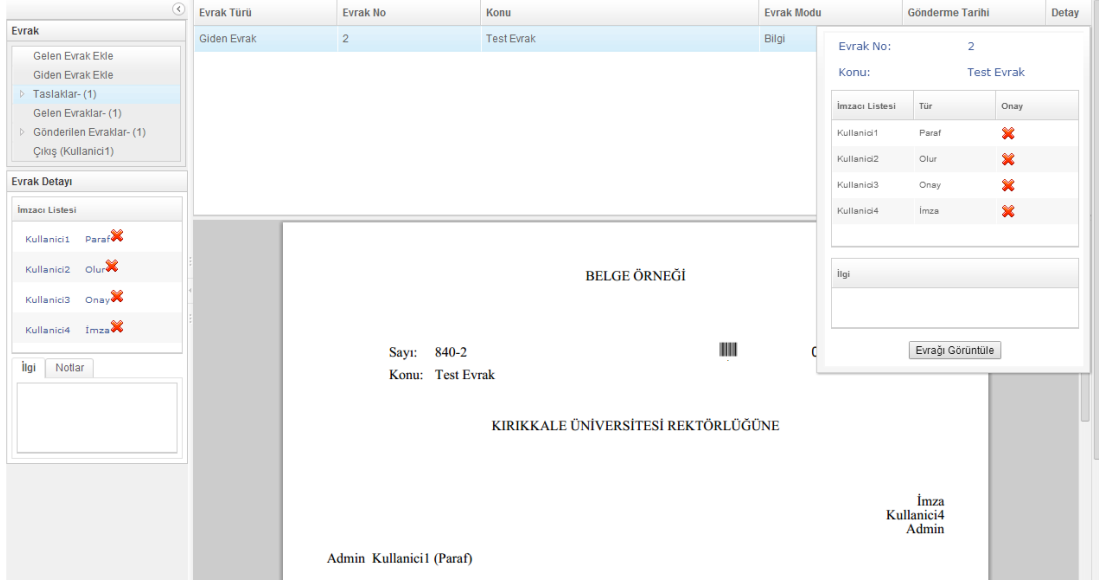 Evrak
Gelen Evrak Ekle
Giden Evrak Ekle
Taslaklar- (1)
Gelen Evraklar- (1)
Gönderilen Evraklar- (1)
Çıkış (Kullanici1)
Evrak Detayı
İmzacı Listesi
Kullanici1 Paraf
Kullanici2 Olur
Kullanici3 Onay
Kullanici4 İmza
İlgi Notlar
Evrak Türü Evrak No Konu Evrak Modu Gönderme Tarihi Detay
Giden Evrak 2 Test Evrak Bilgi
Evrak No: 2
Konu: Test Evrak
İmzacı Listesi Tür Onay
Kullanici1 Paraf
Kullanici2 Olur
Kullanici3 Onay
Kullanici4 İmza
İlgi
Evrağı Görüntüle
BELGE ÖRNEĞİ
Sayı: 840-2
Konu: Test Evrak
KIRIKKALE ÜNİVERSİTESİ REKTÖRLÜĞÜNE
İmza
Kullanici4
Admin
Admin Kullanici1 (Paraf)